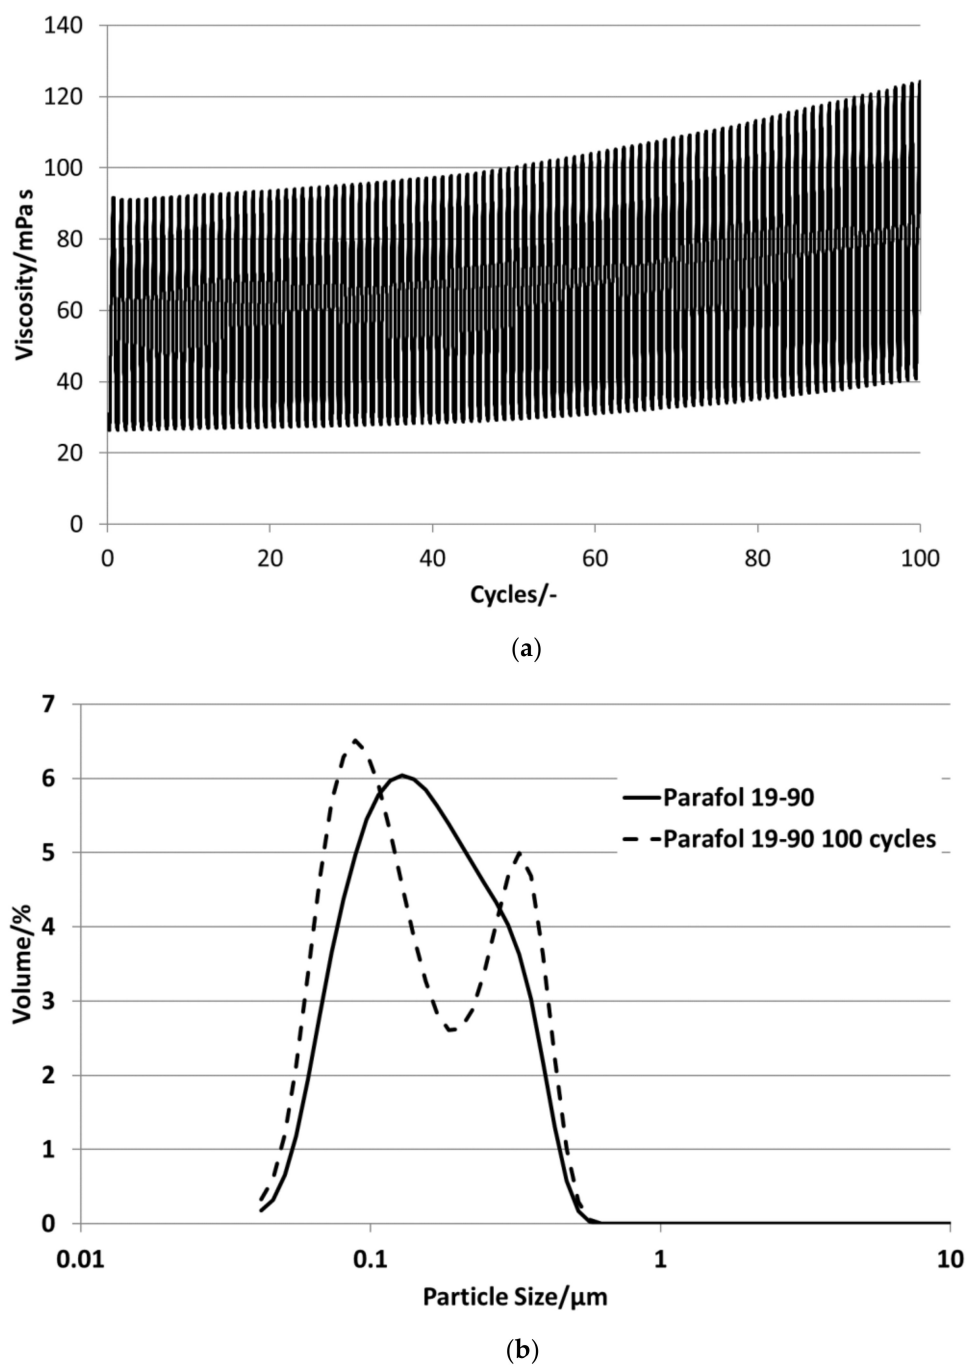 140
120
100
80
60
40
20
0
Viscosity/mPa s
0 20 40 60 80 100
Cycles/-
(a)
7
6
5
4
3
2
1
0
Volume/%
Parafol 19-90
Parafol 19-90 100 cycles
0.01 0.1 1 10
Particle Size/µm
(b)